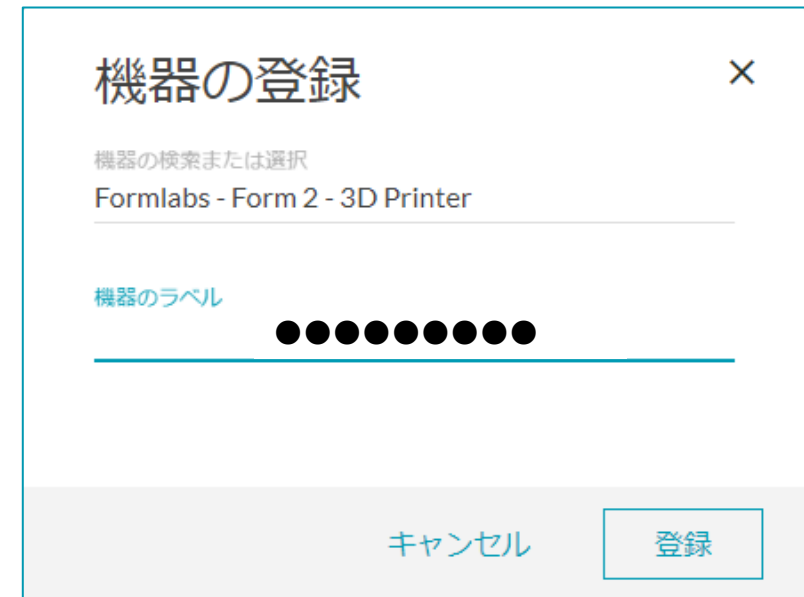 機器の登録
×
機器の検索または選択
Formlabs - Form 2 - 3D Printer
機器のラベル
●●●●●●●●●
キャンセル
登録